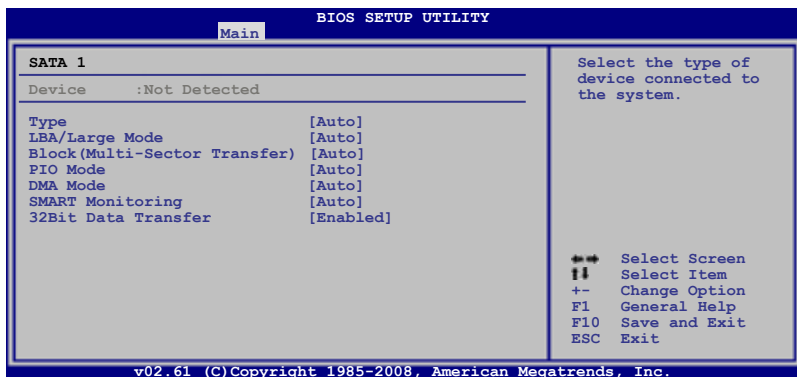 BIOS SETUP UTILITY
Main
SATA 1
Device :Not Detected
Type [Auto]
LBA/Large Mode [Auto]
Block(Multi-Sector Transfer) [Auto]
PIO Mode [Auto]
DMA Mode [Auto]
SMART Monitoring [Auto]
32Bit Data Transfer [Enabled]
Select the type of
device connected to
the system.
Select Screen
Select Item
+- Change Option
F1 General Help
F10 Save and Exit
ESC Exit
v02.61 (C)Copyright 1985-2008, American Megatrends, Inc.